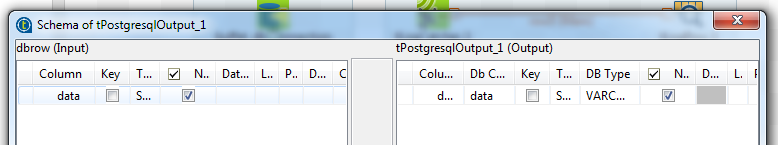 Schema of tPostgresqlOutput_1
dbrow (Input)
tPostgresqlOutput_1 (Output)
Column Key T... N... Dat... L... P... D... C
data S...
Colu... Db C... Key T... DB Type N... D... L.
d... data S... VARC...